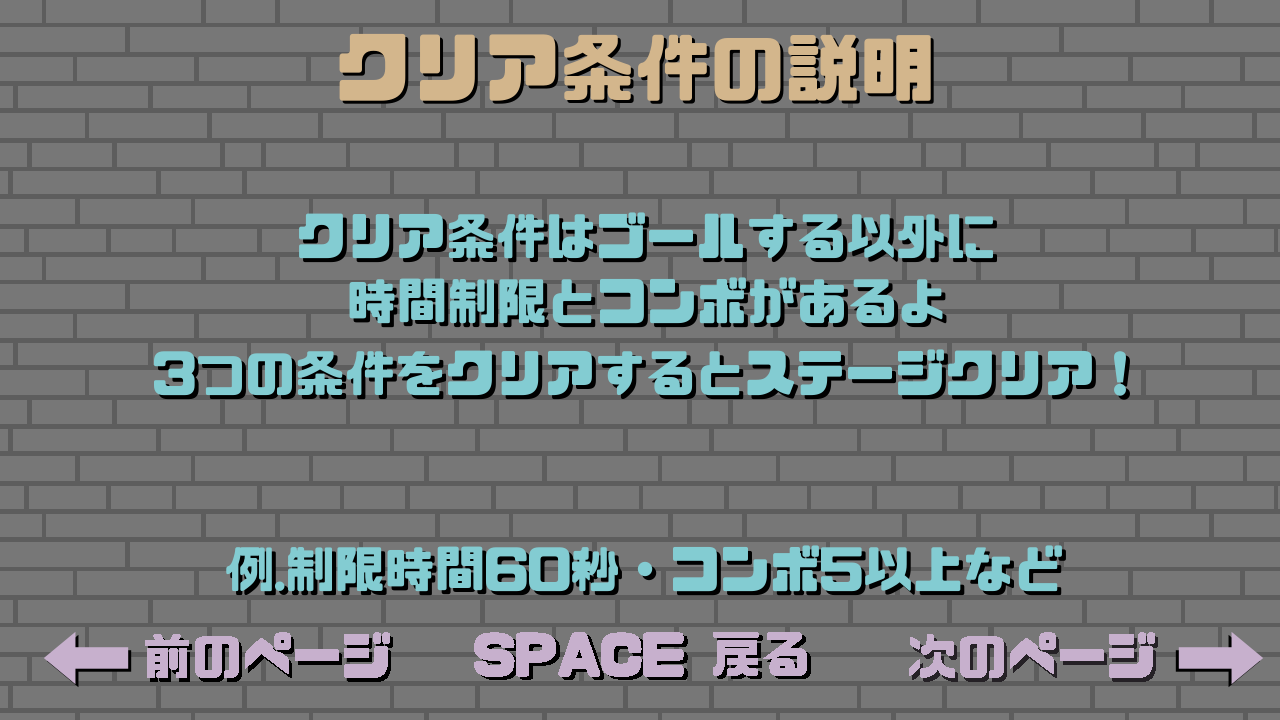 クリア条件の説明
クリア条件はゴールする以外に
時間制限とコンボがあるよ
3つの条件をクリアするとステージクリア！
例.制限時間60秒・コンボ5以上など
前のページ SPACE 戻る 次のページ